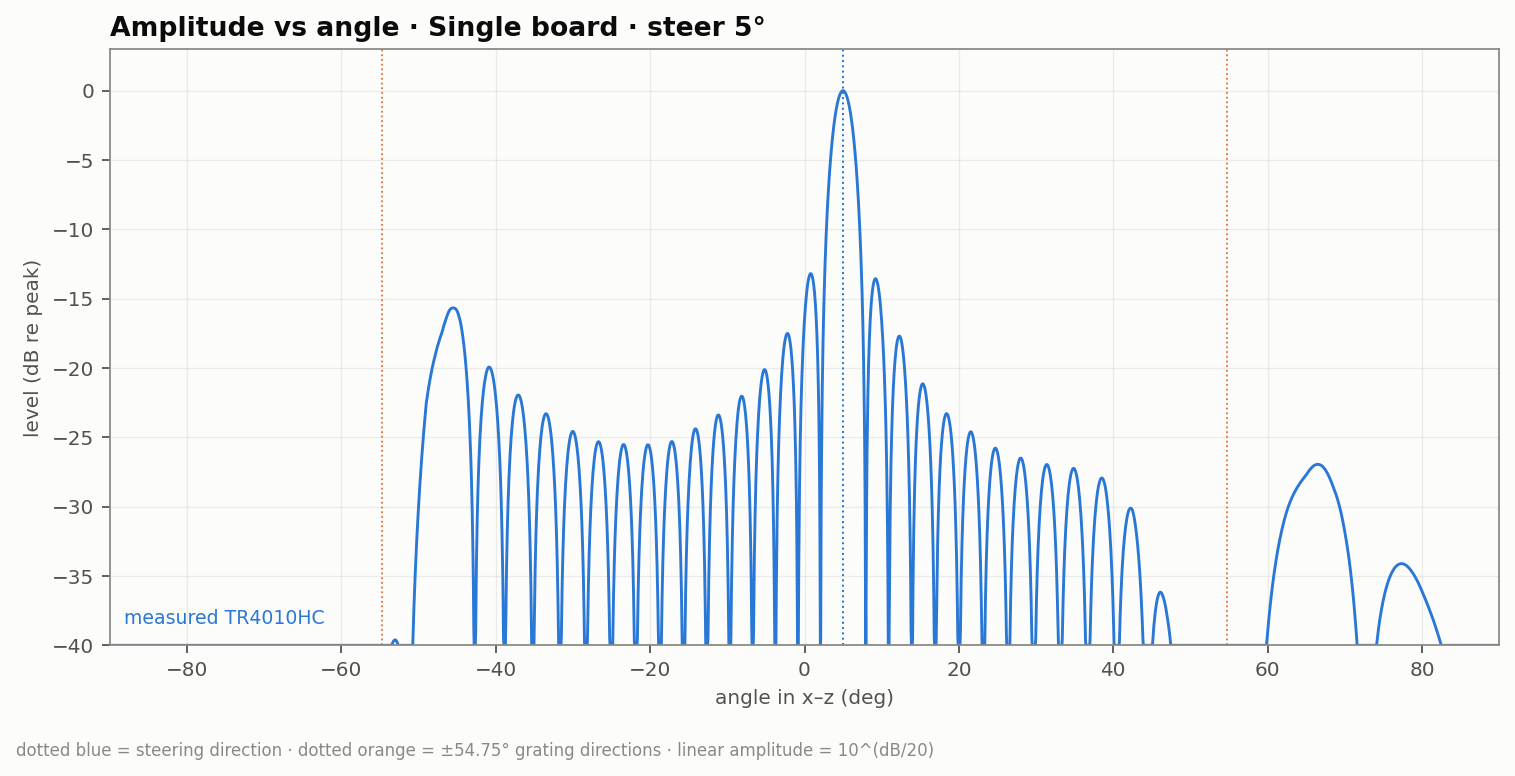 Amplitude vs angle · Single board · steer 5°
0
−5
−10
−15
−20
−25
−30
−35
−40
level (dB re peak)
measured TR4010HC
−80 −60 −40 −20 0 20 40 60 80
angle in x–z (deg)
dotted blue = steering direction · dotted orange = ±54.75° grating directions · linear amplitude = 10^(dB/20)